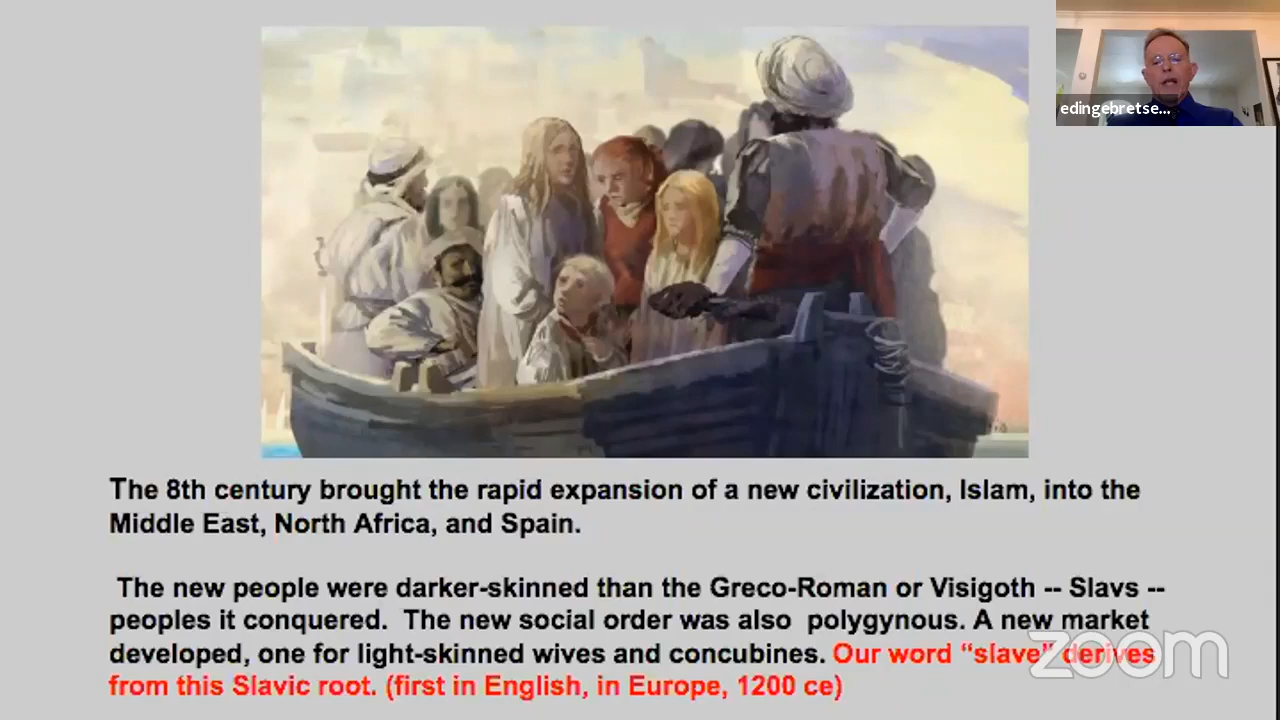 edingebretse...
The 8th century brought the rapid expansion of a new civilization, Islam, into the
Middle East, North Africa, and Spain.
The new people were darker-skinned than the Greco-Roman or Visigoth -- Slavs --
peoples it conquered. The new social order was also polygynous. A new market
developed, one for light-skinned wives and concubines. Our word “slave” derives
from this Slavic root. (first in English, in Europe, 1200 ce)
zoom